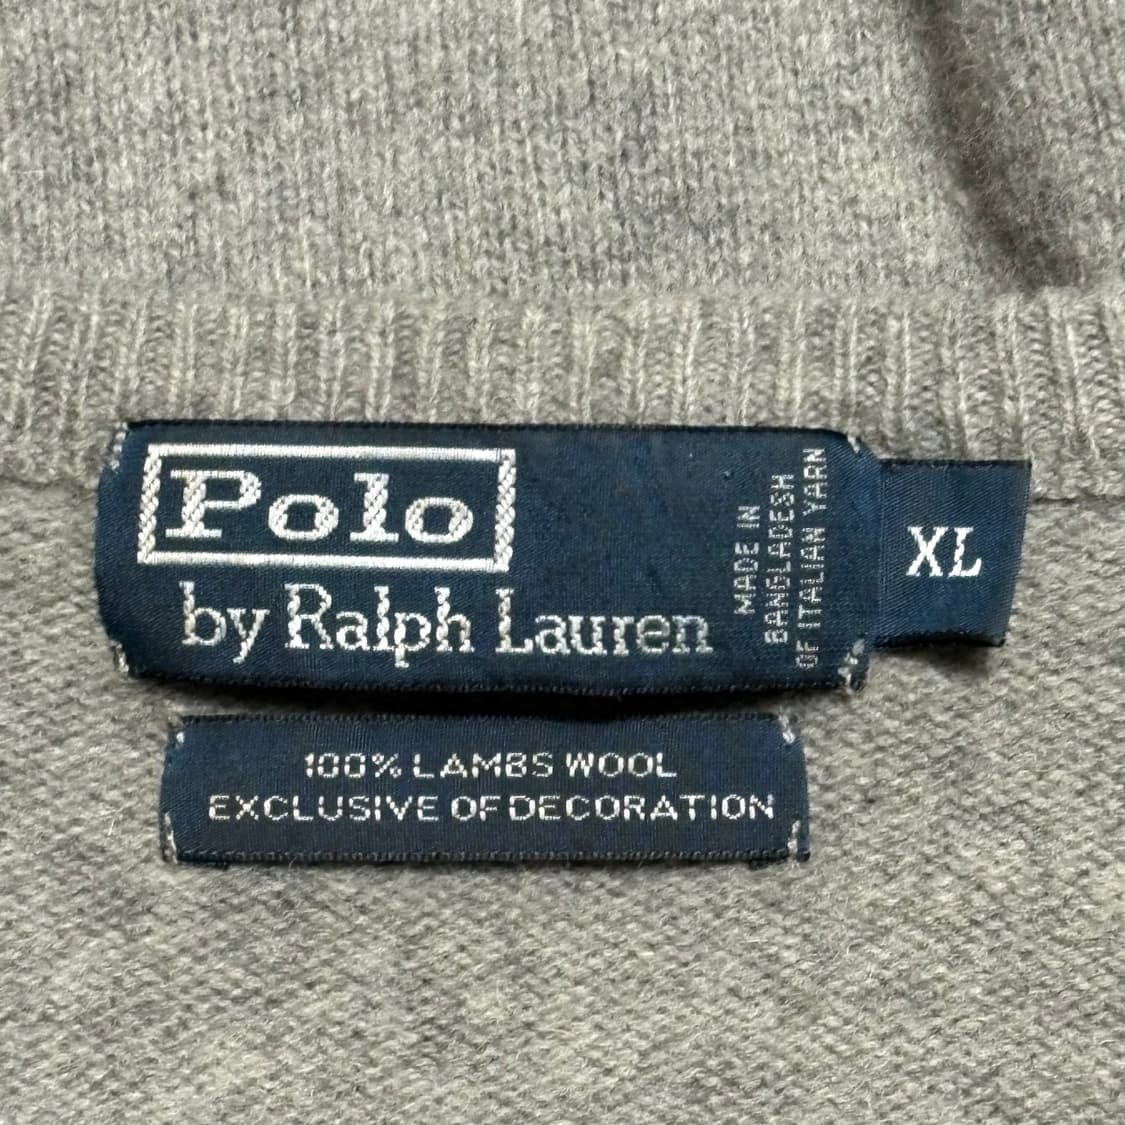 Polo
by Ralph Lauren
MADE IN
BANGLADESH
OF ITALIAN YARN
XL
100% LAMBS WOOL
EXCLUSIVE OF DECORATION